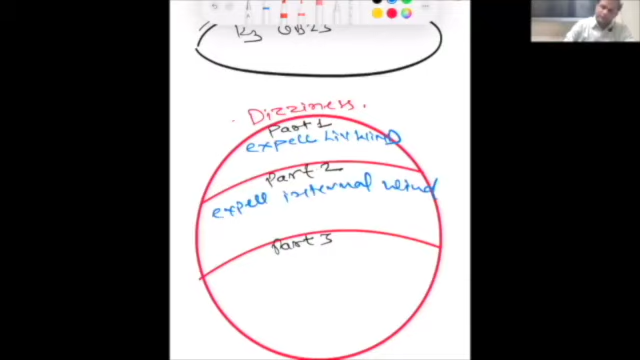 Dizziness.
Part 1
expell Liv Wind
Part 2
expell internal wind
Part 3